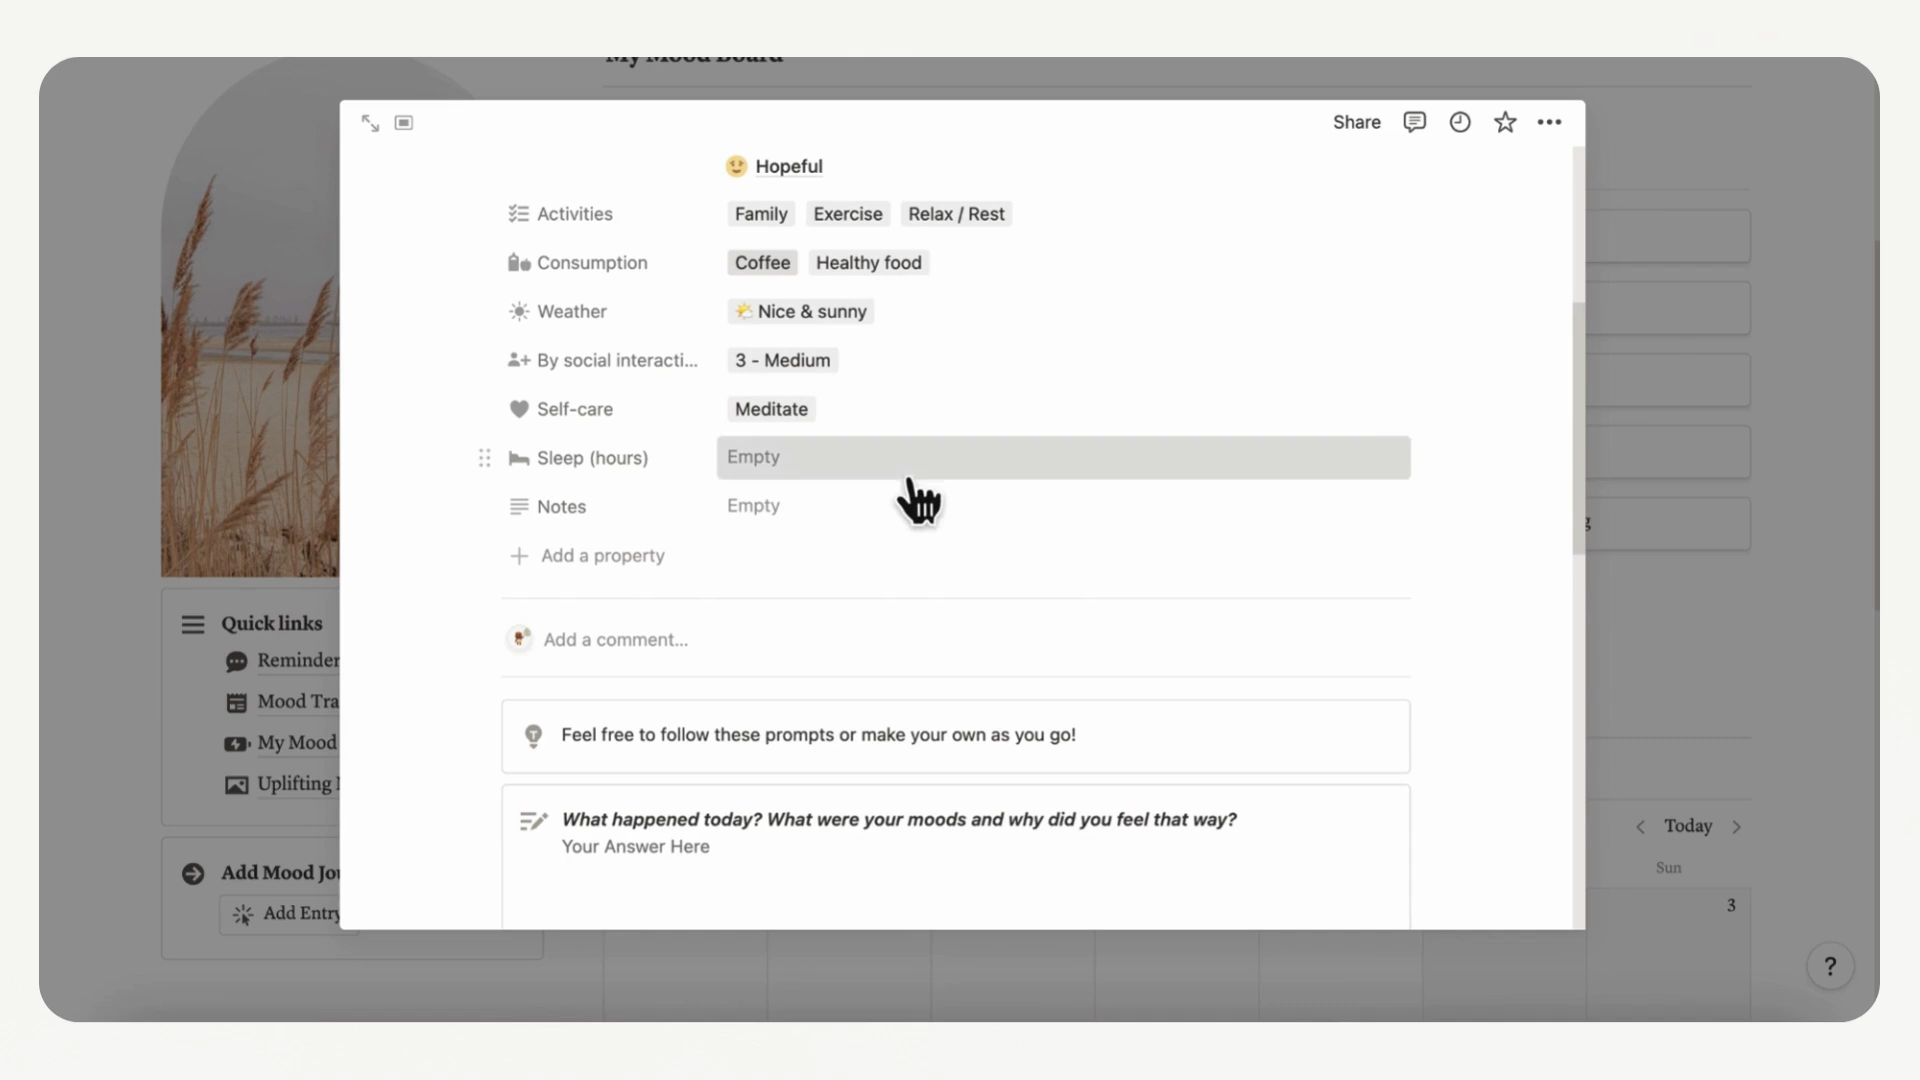 My Mood Board
Share
Hopeful
Activities Family Exercise Relax / Rest
Consumption Coffee Healthy food
Weather Nice & sunny
By social interacti... 3 - Medium
Self-care Meditate
Sleep (hours) Empty
Notes Empty
Add a property
Add a comment...
Feel free to follow these prompts or make your own as you go!
What happened today? What were your moods and why did you feel that way?
Your Answer Here
Quick links
Reminder
Mood Tra
My Mood
Uplifting
Add Mood Jou
Add Entry
Today
Sun
3
?